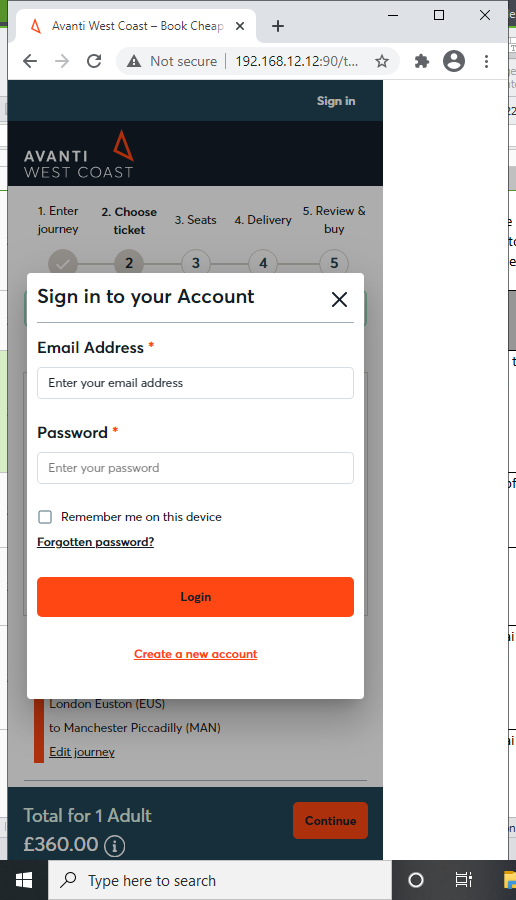 Avanti West Coast – Book Cheap
Not secure 192.168.12.12:90/t...
Sign in
AVANTI
WEST COAST
1. Enter journey
2. Choose ticket
3. Seats
4. Delivery
5. Review & buy
2 3 4 5
Sign in to your Account
Email Address *
Enter your email address
Password *
Enter your password
Remember me on this device
Forgotten password?
Login
Create a new account
London Euston (EUS)
to Manchester Piccadilly (MAN)
Edit journey
Total for 1 Adult
£360.00
Continue
Type here to search